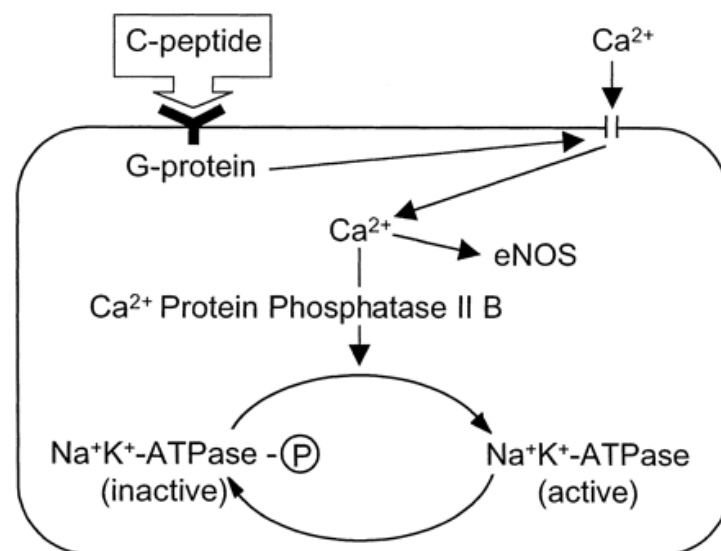 C-peptide
Ca²⁺
G-protein
Ca²⁺
eNOS
Ca²⁺ Protein Phosphatase II B
Na⁺K⁺-ATPase - P
(inactive)
Na⁺K⁺-ATPase
(active)